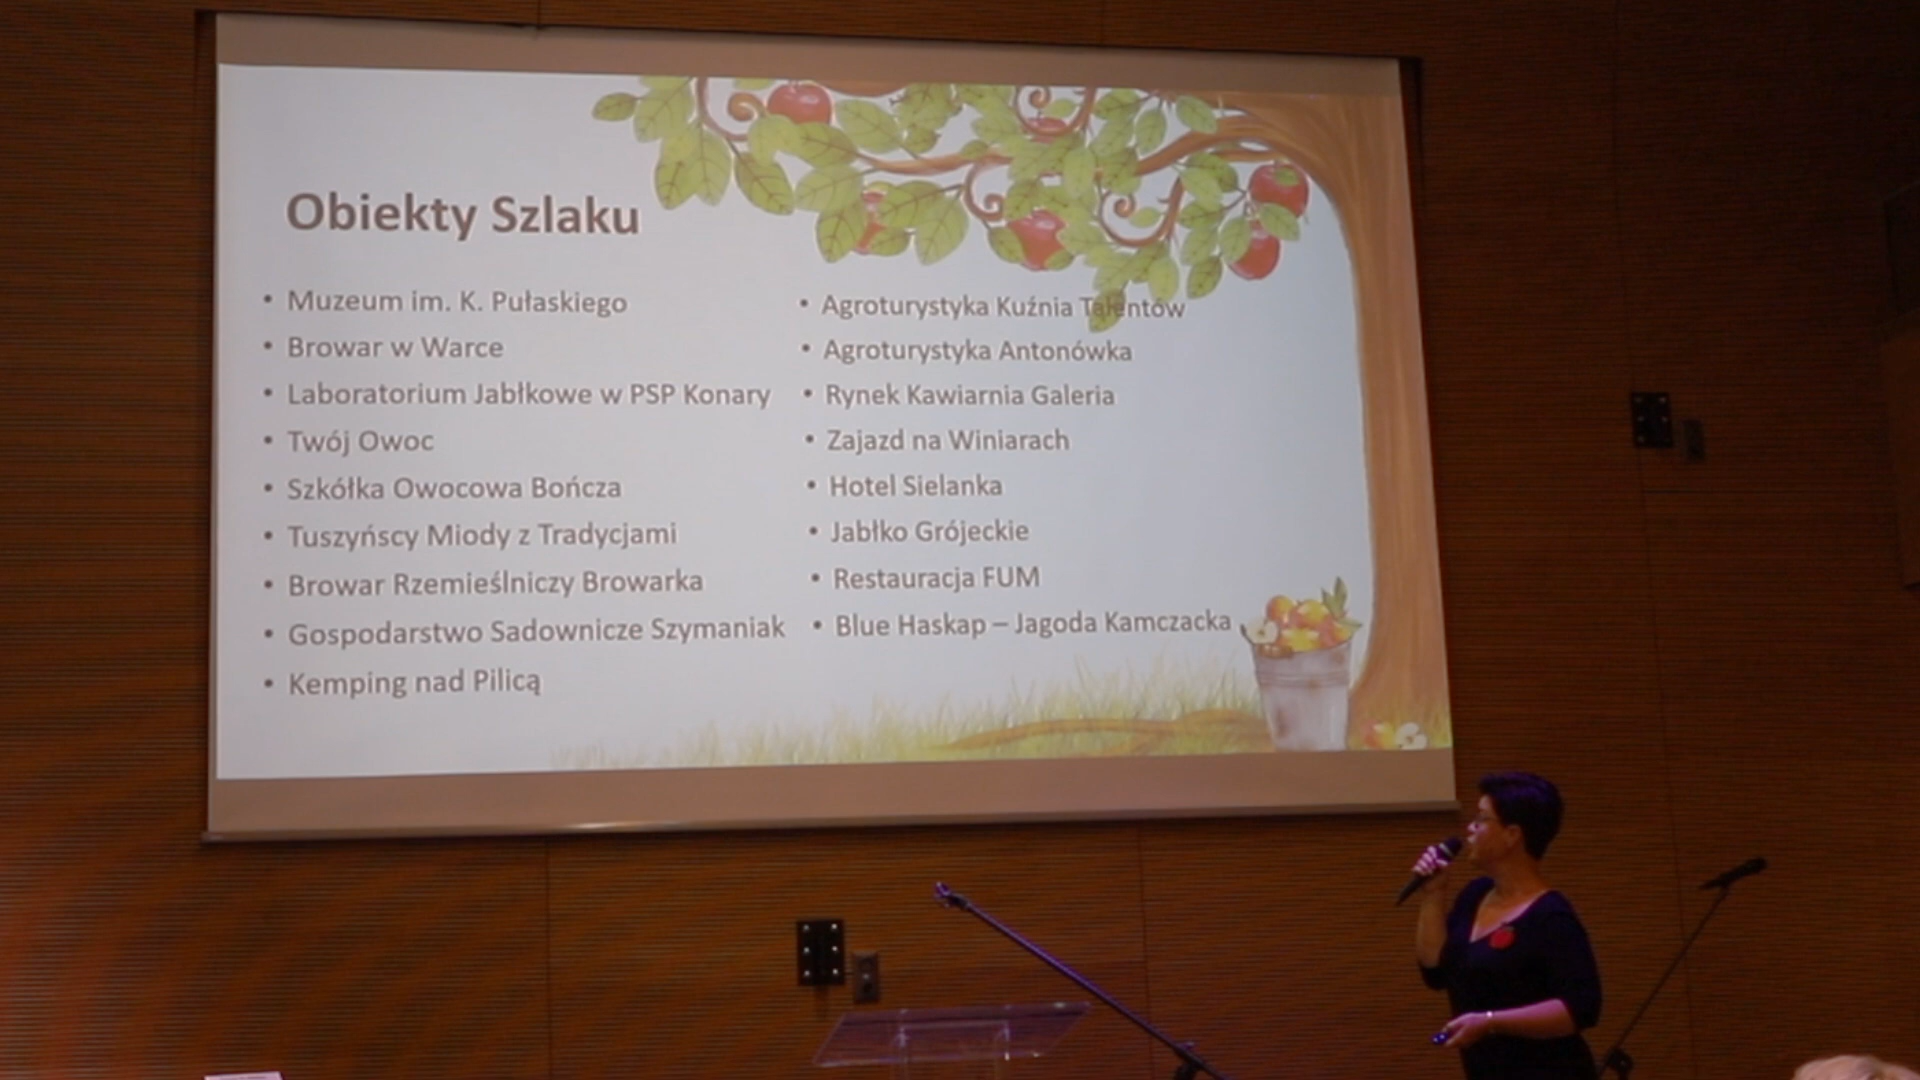 Obiekty Szlaku
• Muzeum im. K. Pułaskiego
• Browar w Warce
• Laboratorium Jabłkowe w PSP Konary
• Twój Owoc
• Szkółka Owocowa Bończa
• Tuszyńscy Miody z Tradycjami
• Browar Rzemieślniczy Browarka
• Gospodarstwo Sadownicze Szymaniak
• Kemping nad Pilicą
• Agroturystyka Kuźnia Talentów
• Agroturystyka Antonówka
• Rynek Kawiarnia Galeria
• Zajazd na Winiarach
• Hotel Sielanka
• Jabłko Grójeckie
• Restauracja FUM
• Blue Haskap – Jagoda Kamczacka